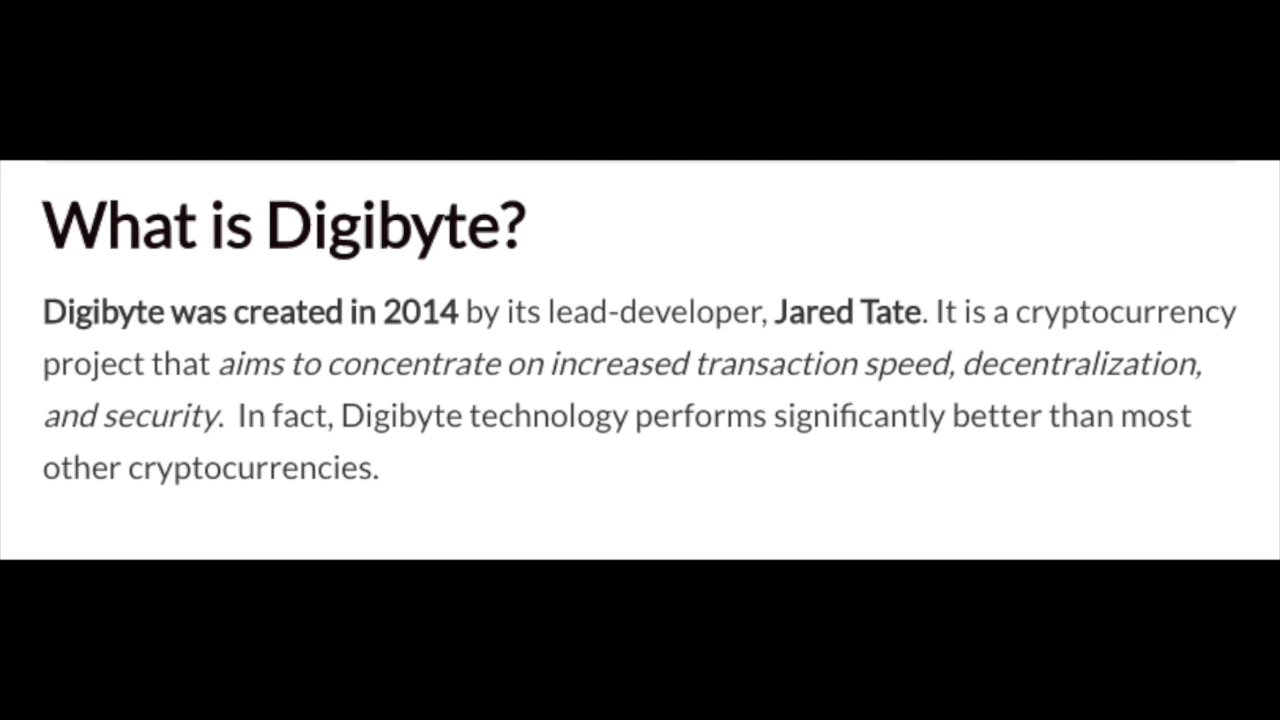 What is Digibyte?
Digibyte was created in 2014 by its lead-developer, Jared Tate. It is a cryptocurrency
project that aims to concentrate on increased transaction speed, decentralization,
and security.  In fact, Digibyte technology performs significantly better than most
other cryptocurrencies.